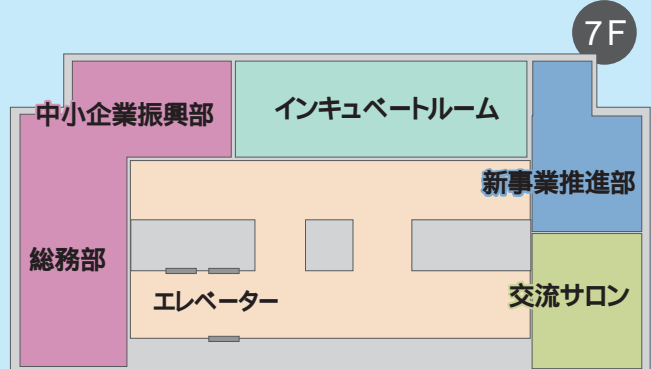 7F
中小企業振興部
インキュベートルーム
新事業推進部
総務部
エレベーター
交流サロン